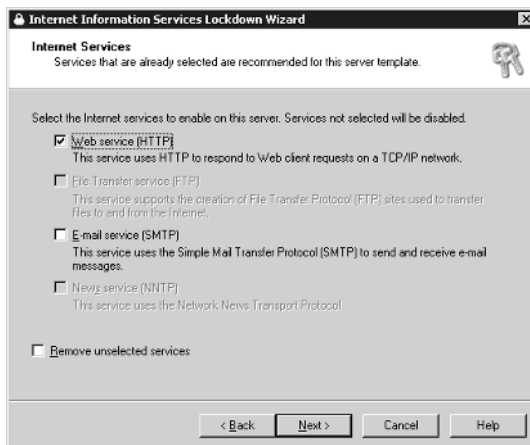 Internet Information Services Lockdown Wizard
Internet Services
Services that are already selected are recommended for this server template.
Select the Internet services to enable on this server. Services not selected will be disabled.
Web service (HTTP)
This service uses HTTP to respond to Web client requests on a TCP/IP network.
File Transfer service (FTP)
This service supports the creation of File Transfer Protocol (FTP) sites used to transfer
files to and from the Internet.
E-mail service (SMTP)
This service uses the Simple Mail Transfer Protocol (SMTP) to send and receive e-mail
messages.
News service (NNTP)
This service uses the Network News Transport Protocol.
Remove unselected services
< Back Next > Cancel Help